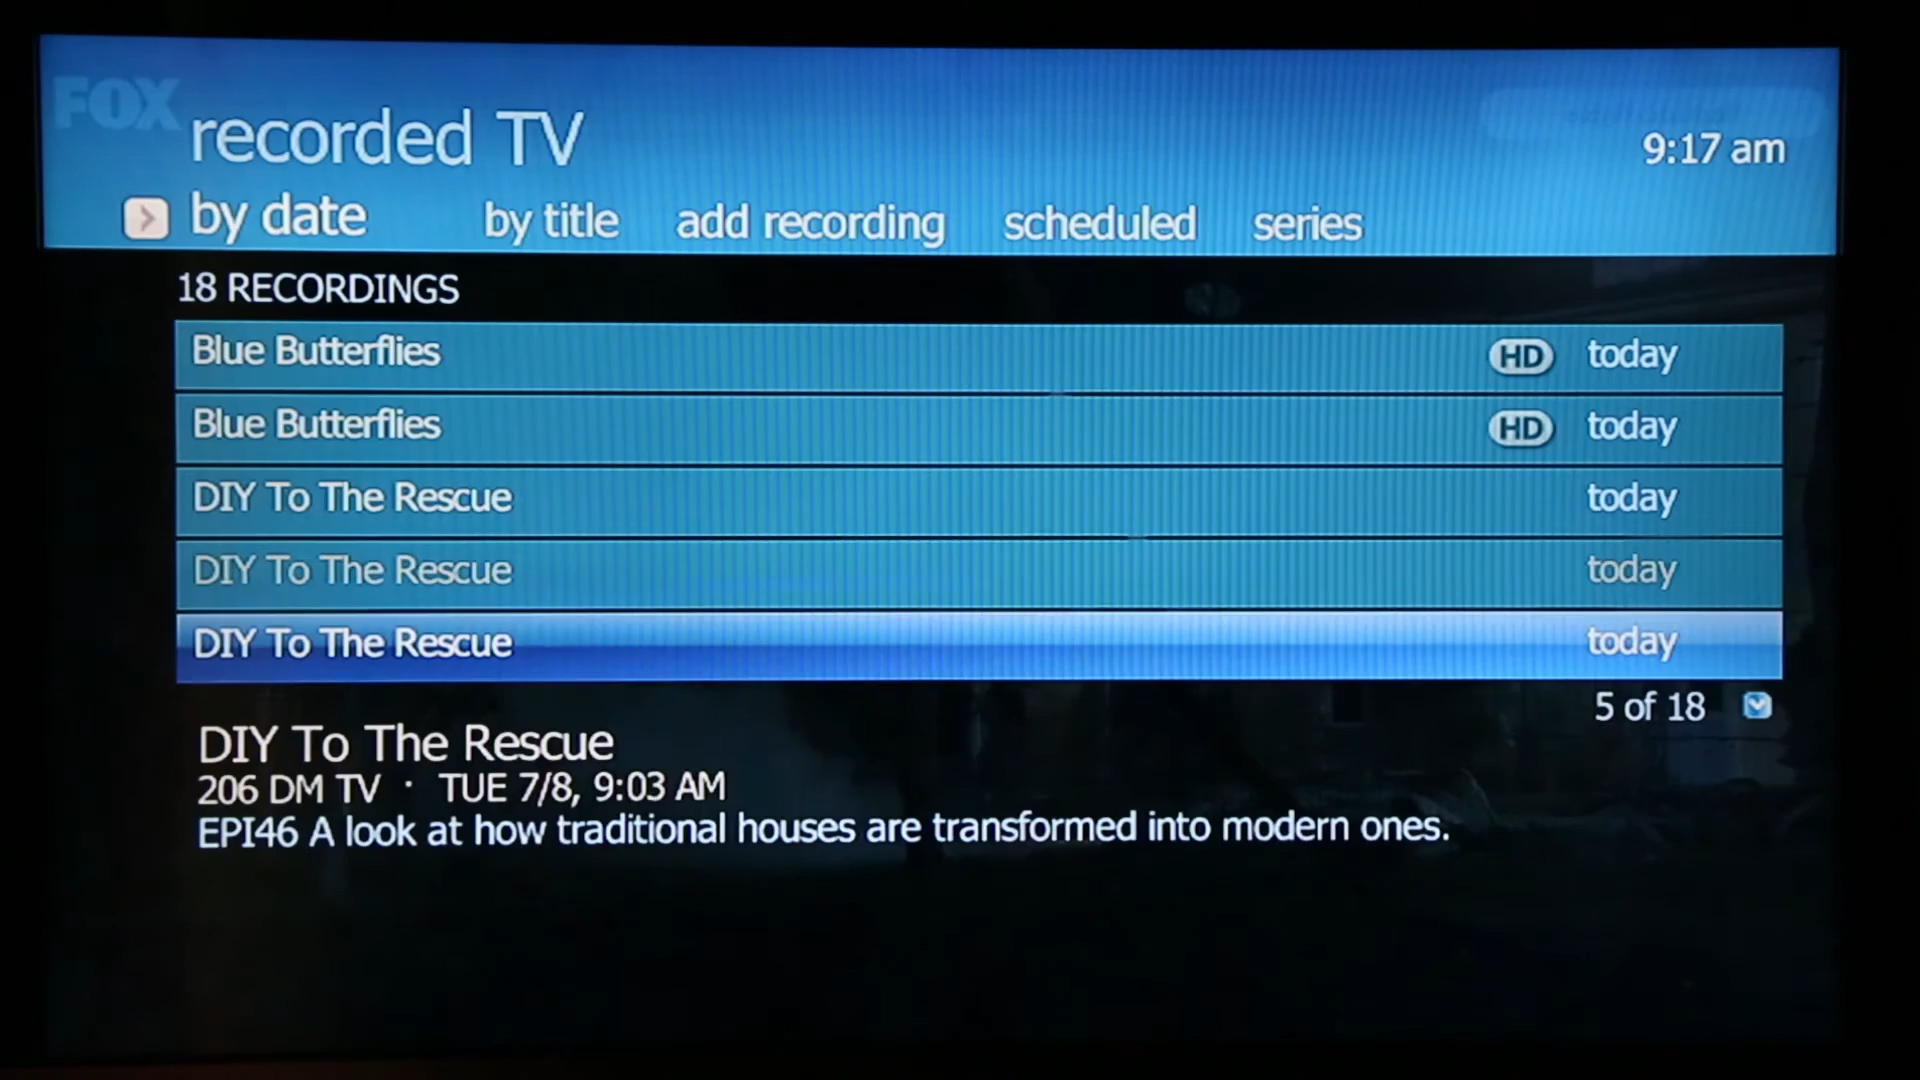 FOX
recorded TV
9:17 am
by date by title add recording scheduled series
18 RECORDINGS
Blue Butterflies HD today
Blue Butterflies HD today
DIY To The Rescue today
DIY To The Rescue today
DIY To The Rescue today
5 of 18
DIY To The Rescue
206 DM TV · TUE 7/8, 9:03 AM
EPI46 A look at how traditional houses are transformed into modern ones.